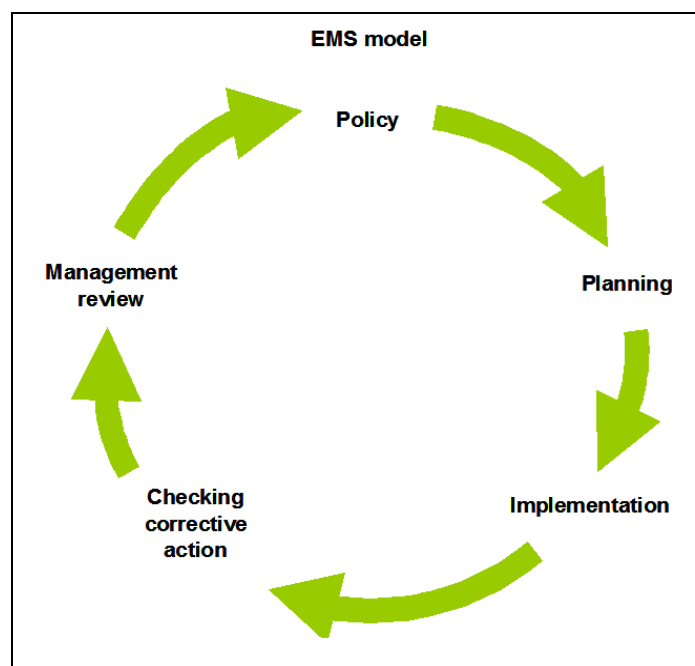 EMS model
Policy
Planning
Implementation
Checking
corrective
action
Management
review